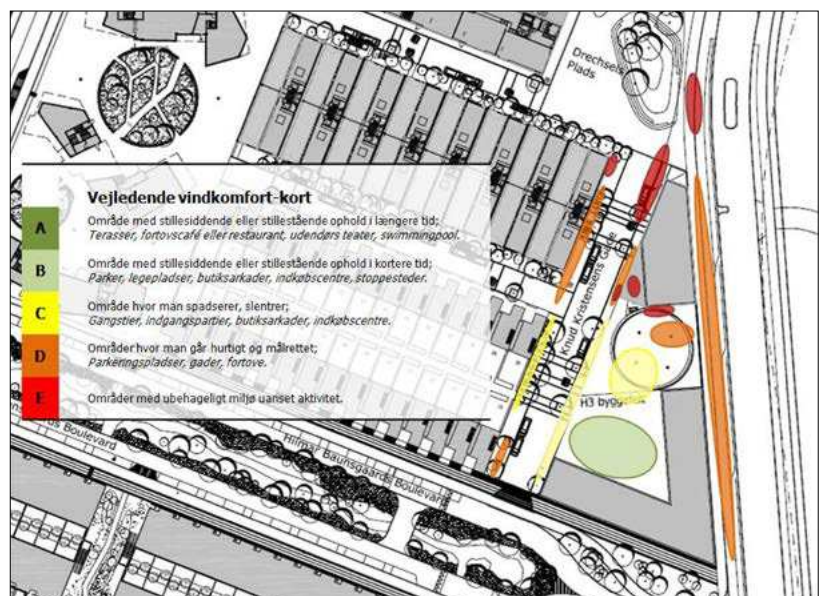 Drechsels
Plads
Vejledende vindkomfort-kort
A
Område med stillesiddende eller stillestående ophold i længere tid;
Terasser, fortovscafé eller restaurant, udendørs teater, swimmingpool.
B
Område med stillesiddende eller stillestående ophold i kortere tid;
Parker, legepladser, butiksarkader, indkøbscentre, stoppesteder.
C
Område hvor man spadserer, slentrer;
Gangstier, indgangspartier, butiksarkader, indkøbscentre.
D
Områder hvor man går hurtigt og målrettet;
Parkeringspladser, gader, fortove.
E
Områder med ubehageligt miljø uanset aktivitet.
Knud Kristensens Gade
H3
Boulevard
Hilmar Baunsgaards Boulevard